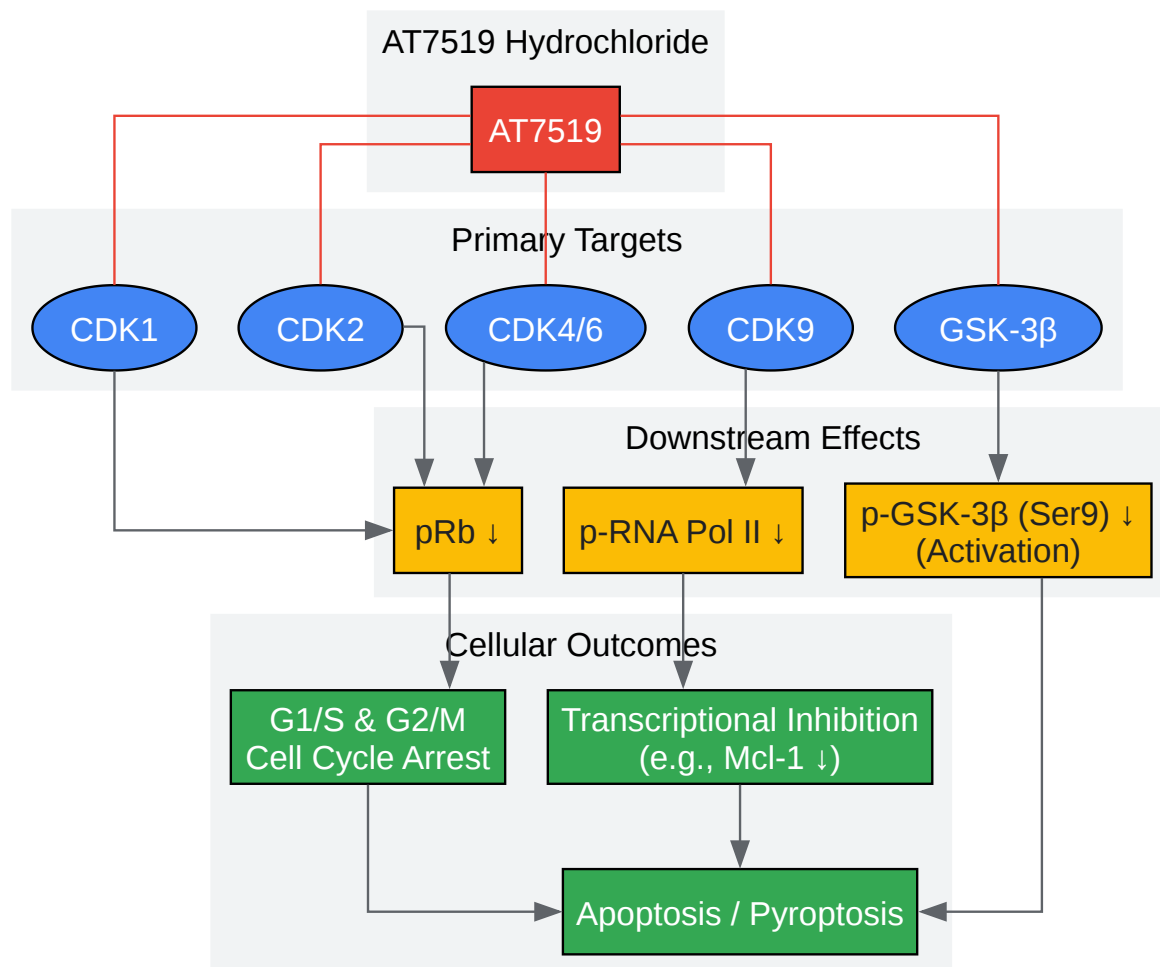 AT7519 Hydrochloride
AT7519
Primary Targets
CDK1
CDK2
CDK4/6
CDK9
GSK-3β
Downstream Effects
pRb ↓
p-RNA Pol II ↓
p-GSK-3β (Ser9) ↓
(Activation)
Cellular Outcomes
G1/S & G2/M
Cell Cycle Arrest
Transcriptional Inhibition
(e.g., Mcl-1 ↓)
Apoptosis / Pyroptosis